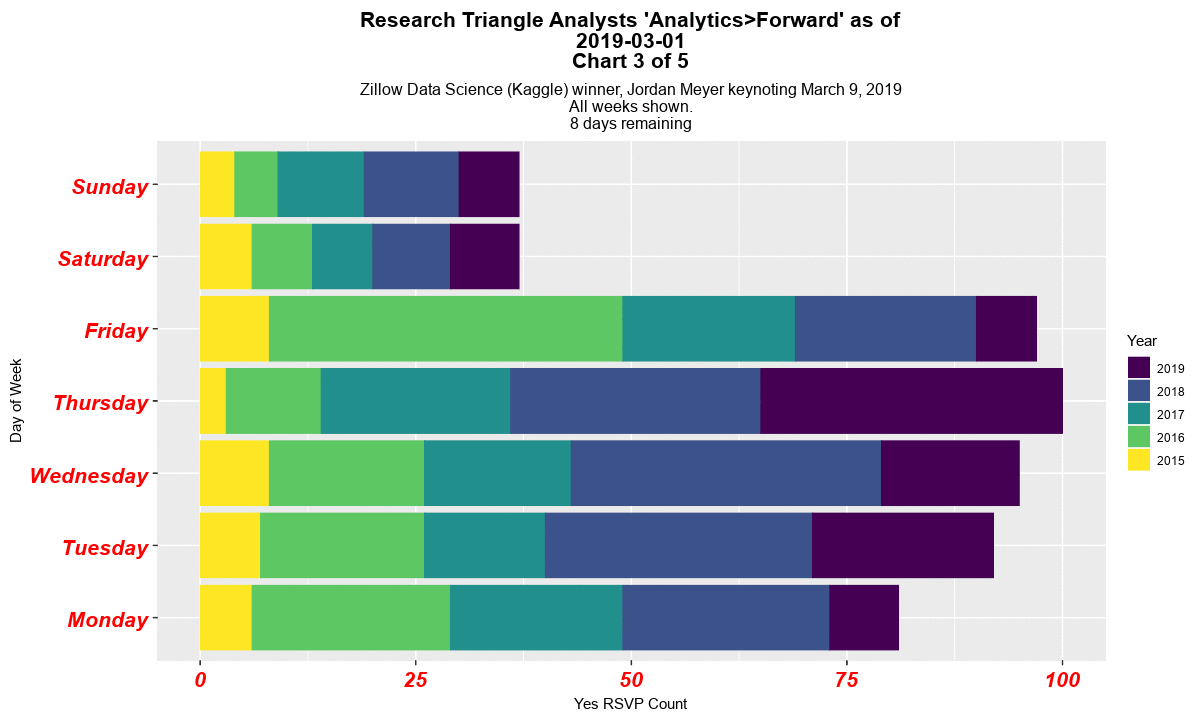 Research Triangle Analysts 'Analytics>Forward' as of
2019-03-01
Chart 3 of 5
Zillow Data Science (Kaggle) winner, Jordan Meyer keynoting March 9, 2019
All weeks shown.
8 days remaining
Day of Week
Sunday
Saturday
Friday
Thursday
Wednesday
Tuesday
Monday
0 25 50 75 100
Yes RSVP Count
Year
2019
2018
2017
2016
2015